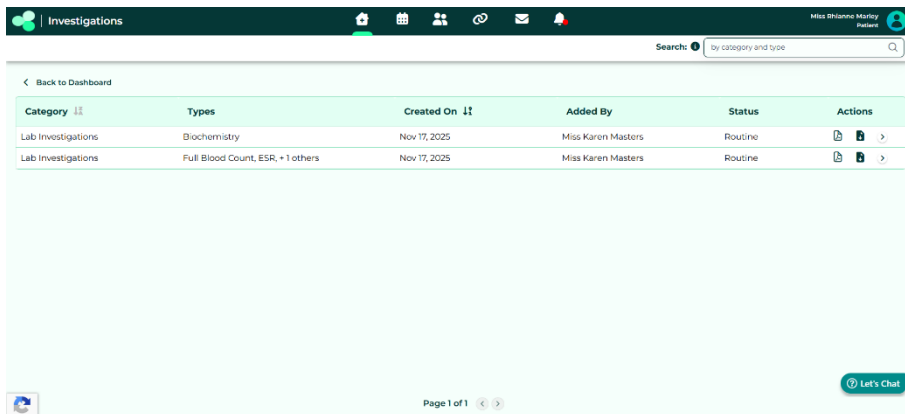 Investigations
Miss Rhianne Marley
Patient
Search: by category and type
Back to Dashboard
Category Types Created On Added By Status Actions
Lab Investigations Biochemistry Nov 17, 2025 Miss Karen Masters Routine
Lab Investigations Full Blood Count, ESR, + 1 others Nov 17, 2025 Miss Karen Masters Routine
Let's Chat
Page 1 of 1